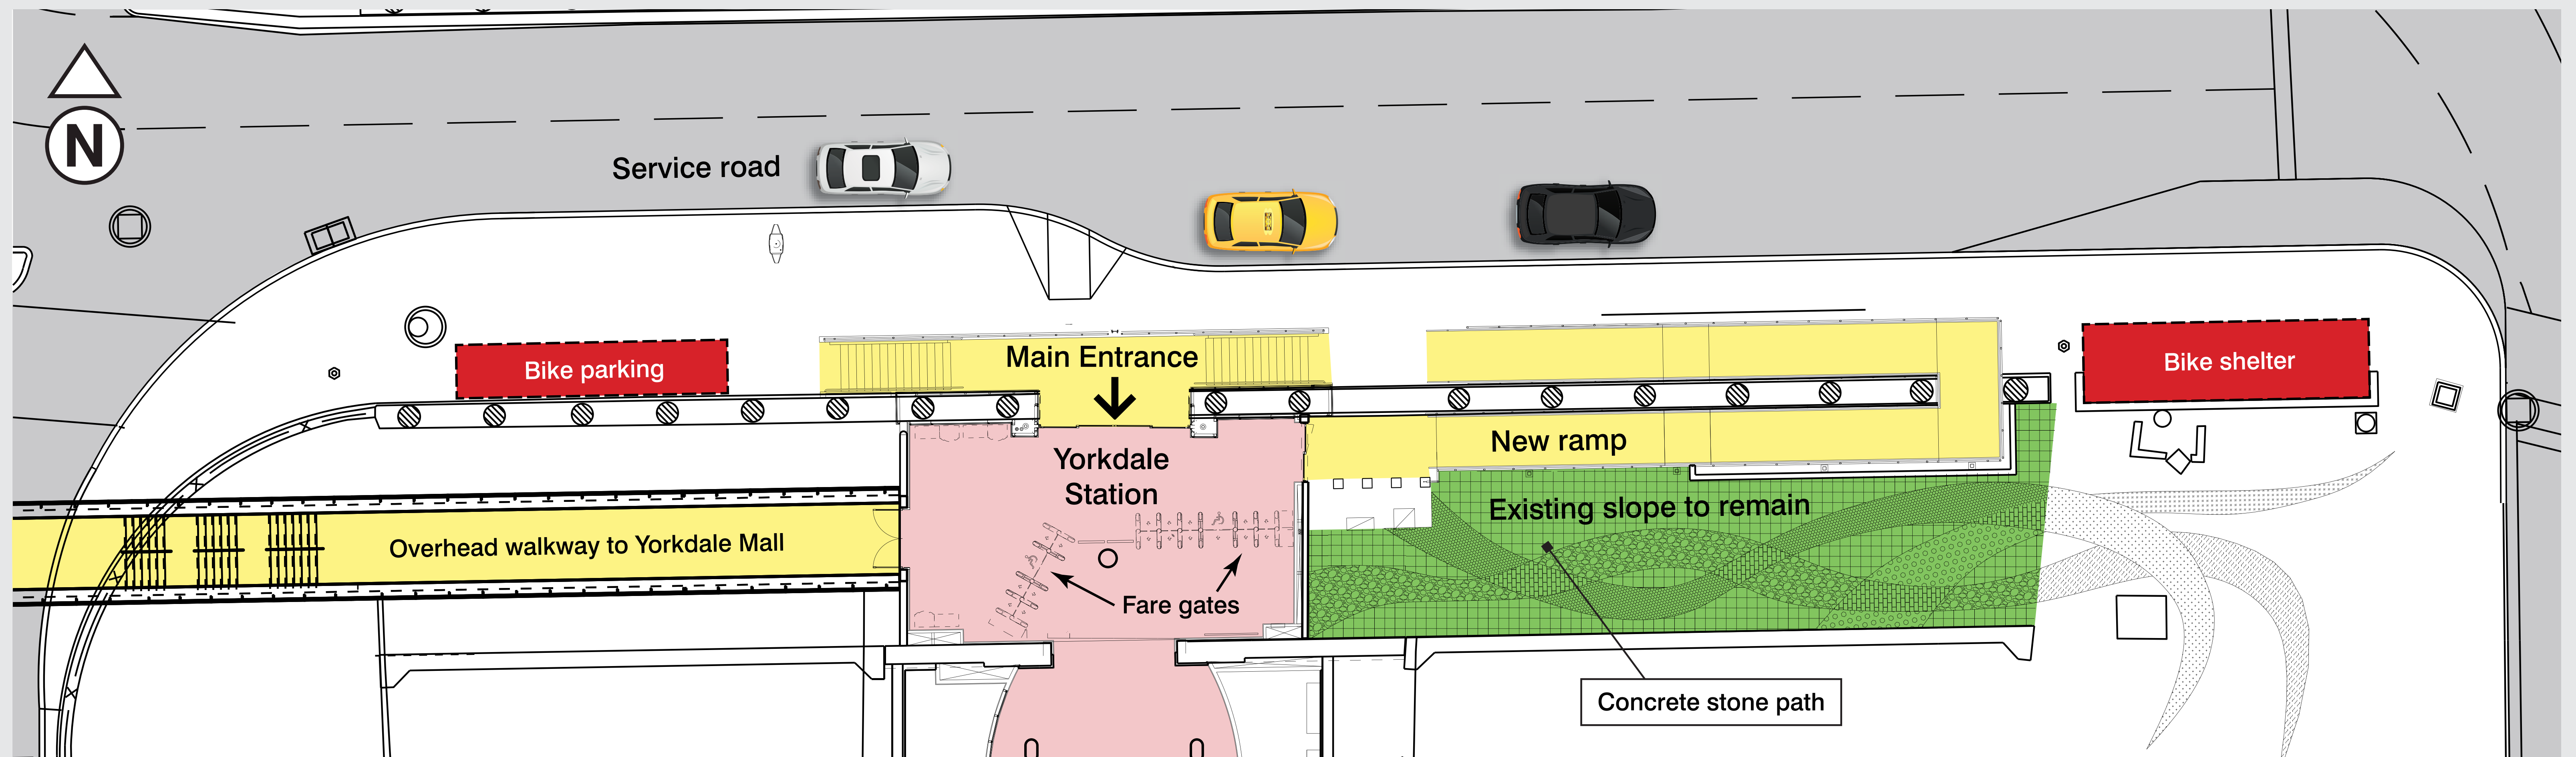 N
Service road
Bike parking
Main Entrance
Bike shelter
Yorkdale
Station
New ramp
Existing slope to remain
Overhead walkway to Yorkdale Mall
Fare gates
Concrete stone path